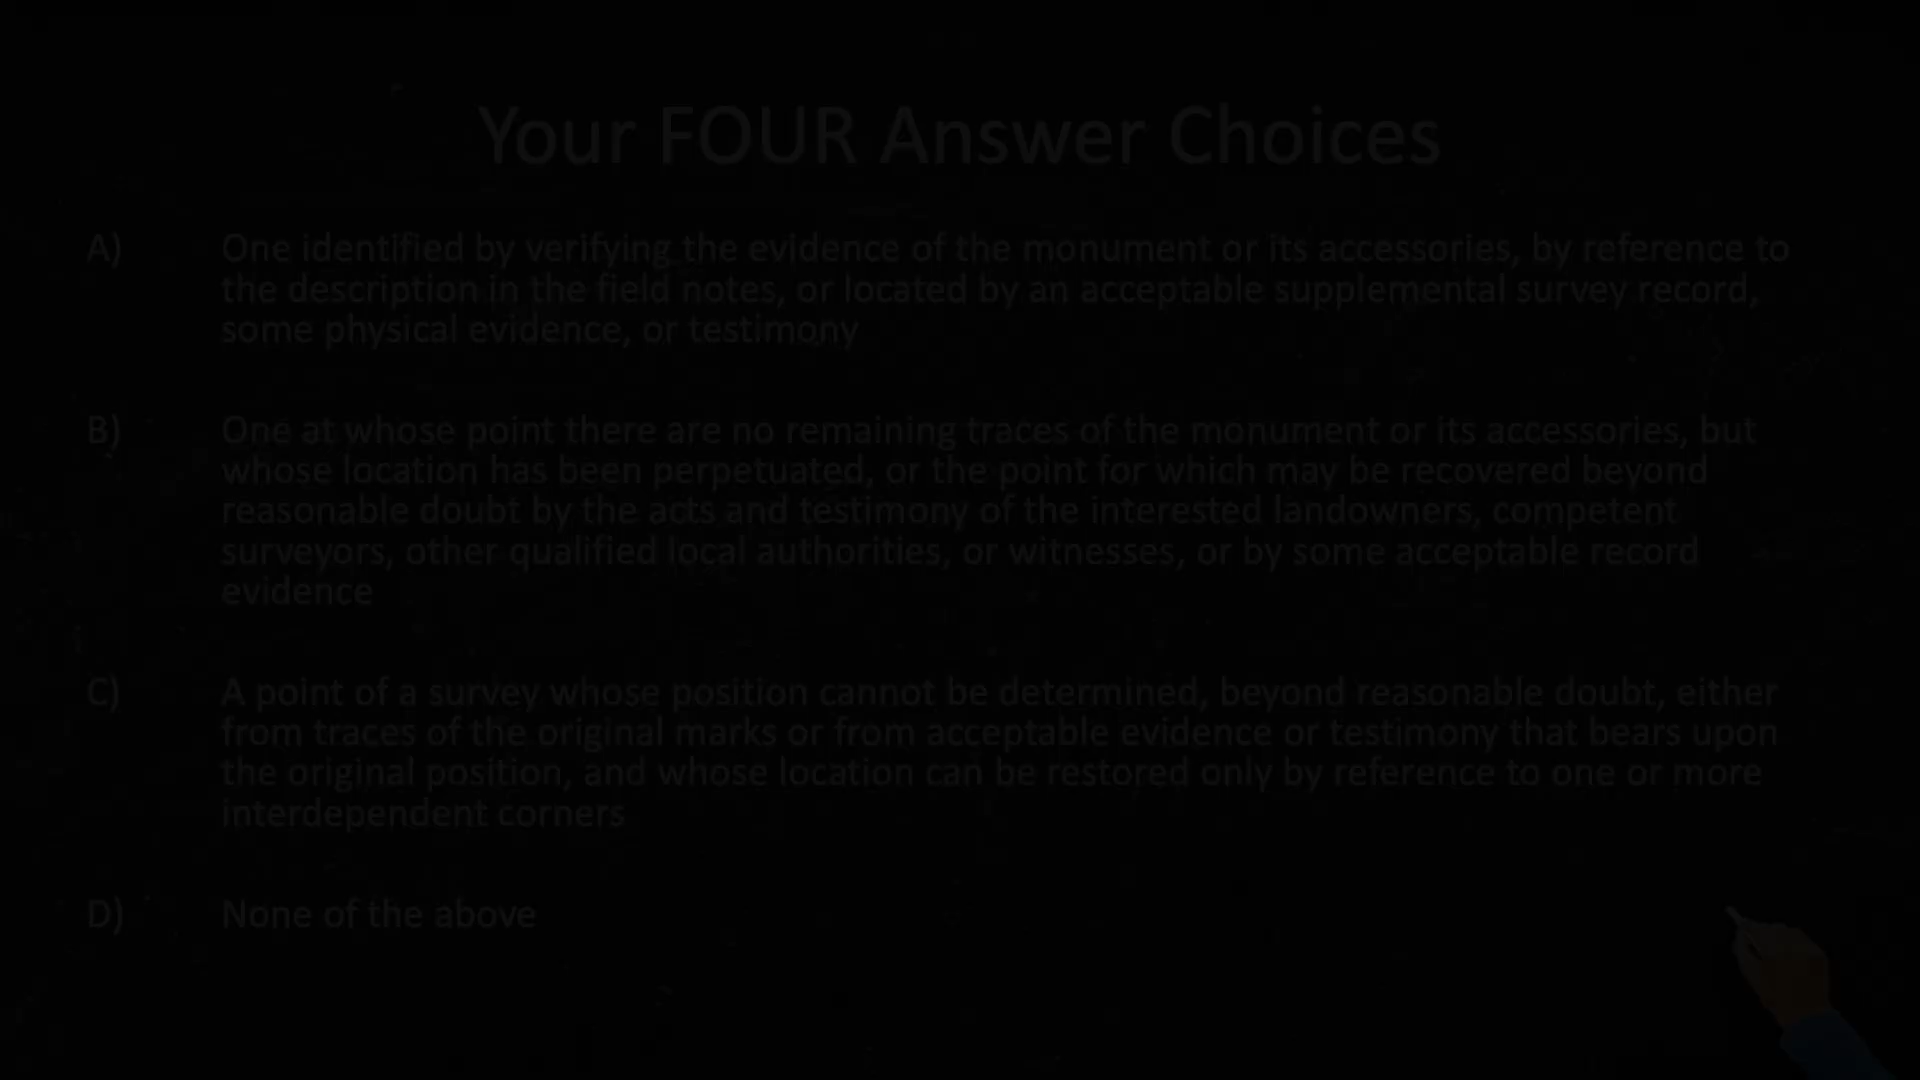 Your FOUR Answer Choices
A) One identified by verifying the evidence of the monument or its accessories, by reference to
the description in the field notes, or located by an acceptable supplemental survey record,
some physical evidence, or testimony
B) One at whose point there are no remaining traces of the monument or its accessories, but
whose location has been perpetuated, or the point for which may be recovered beyond
reasonable doubt by the acts and testimony of the interested landowners, competent
surveyors, other qualified local authorities, or witnesses, or by some acceptable record
evidence
C) A point of a survey whose position cannot be determined, beyond reasonable doubt, either
from traces of the original marks or from acceptable evidence or testimony that bears upon
the original position, and whose location can be restored only by reference to one or more
interdependent corners
D) None of the above